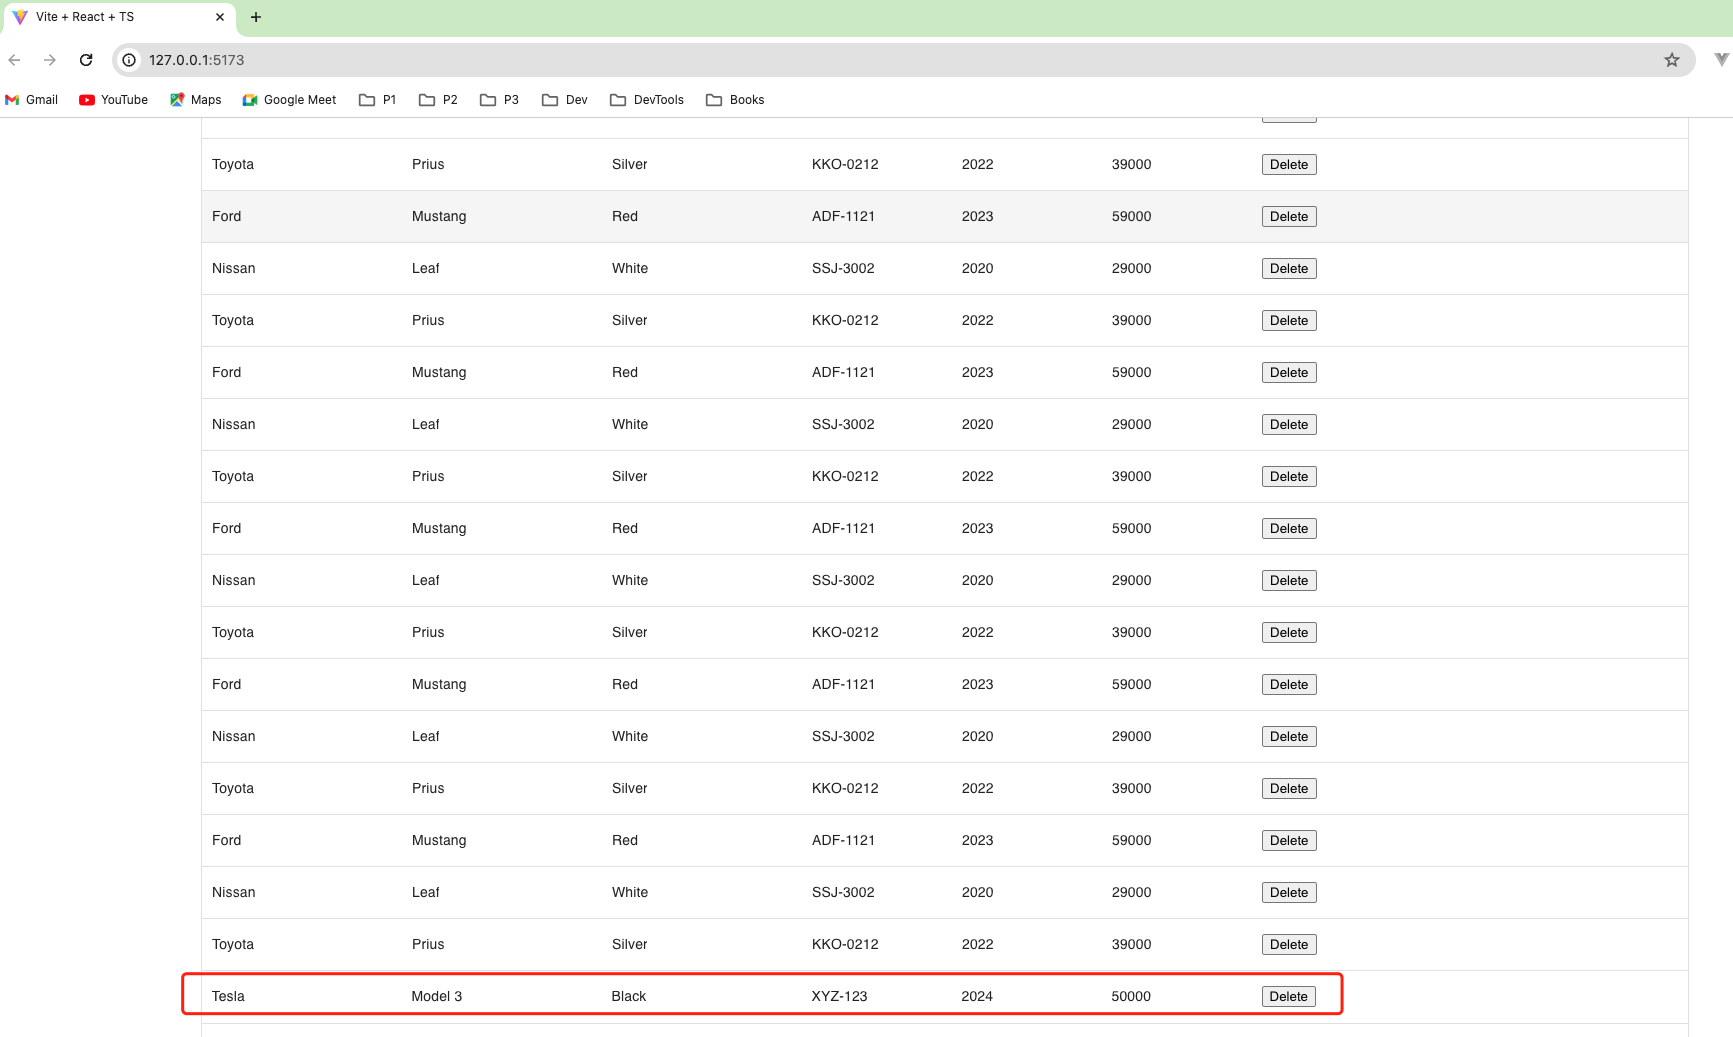 Vite + React + TS
127.0.0.1:5173
Gmail YouTube Maps Google Meet P1 P2 P3 Dev DevTools Books
Toyota Prius Silver KKO-0212 2022 39000 Delete
Ford Mustang Red ADF-1121 2023 59000 Delete
Nissan Leaf White SSJ-3002 2020 29000 Delete
Toyota Prius Silver KKO-0212 2022 39000 Delete
Ford Mustang Red ADF-1121 2023 59000 Delete
Nissan Leaf White SSJ-3002 2020 29000 Delete
Toyota Prius Silver KKO-0212 2022 39000 Delete
Ford Mustang Red ADF-1121 2023 59000 Delete
Nissan Leaf White SSJ-3002 2020 29000 Delete
Toyota Prius Silver KKO-0212 2022 39000 Delete
Ford Mustang Red ADF-1121 2023 59000 Delete
Nissan Leaf White SSJ-3002 2020 29000 Delete
Toyota Prius Silver KKO-0212 2022 39000 Delete
Ford Mustang Red ADF-1121 2023 59000 Delete
Nissan Leaf White SSJ-3002 2020 29000 Delete
Toyota Prius Silver KKO-0212 2022 39000 Delete
Tesla Model 3 Black XYZ-123 2024 50000 Delete